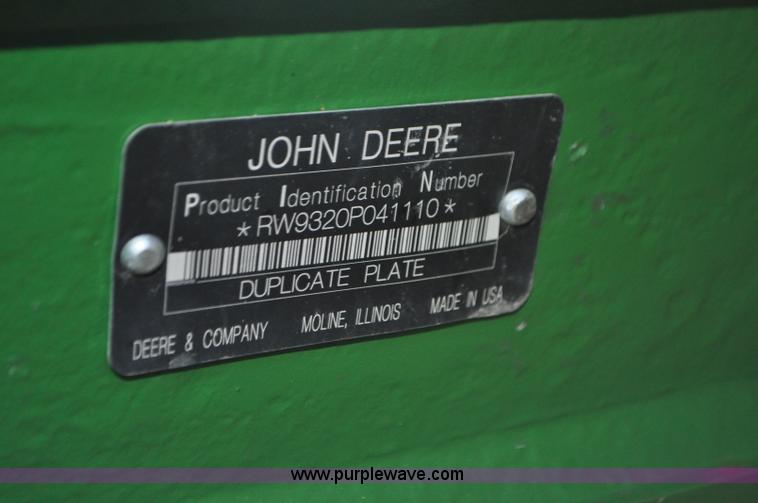 JOHN DEERE
Product Identification Number
*RW9320P041110*
DUPLICATE PLATE
DEERE & COMPANY MOLINE, ILLINOIS MADE IN USA
www.purplewave.com